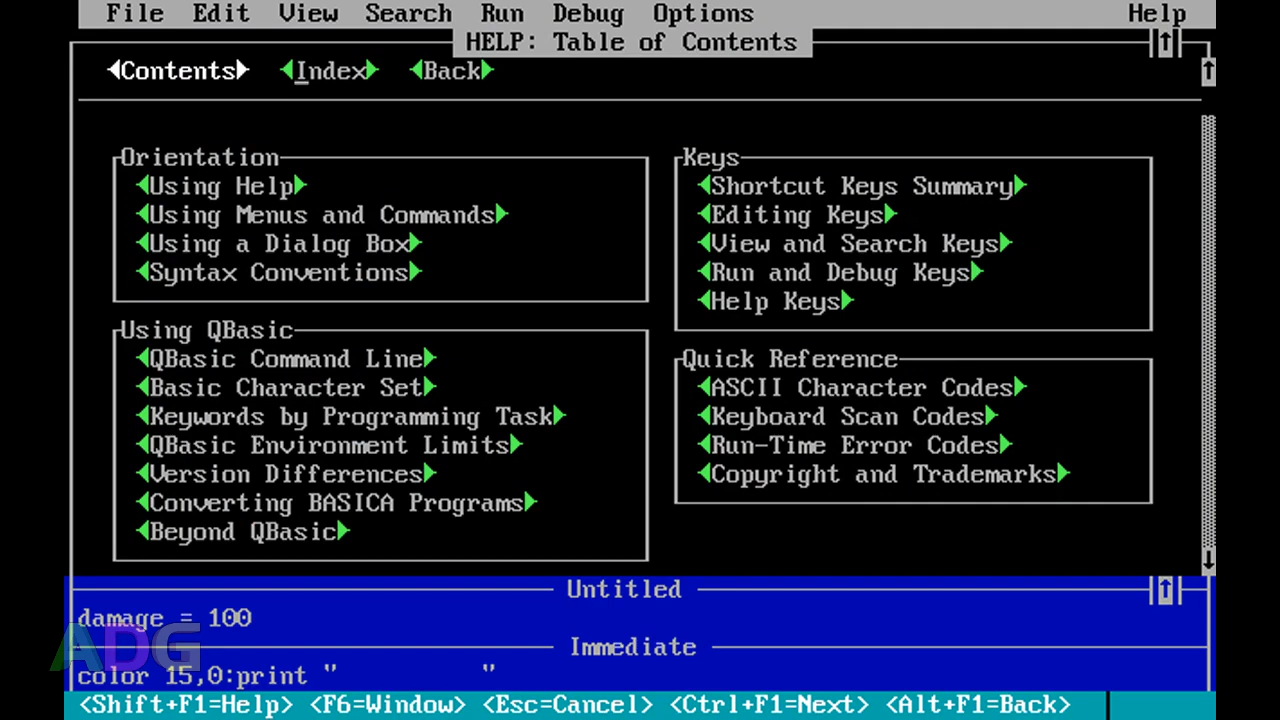 File Edit View Search Run Debug Options Help
HELP: Table of Contents
Contents Index Back
Orientation
Using Help
Using Menus and Commands
Using a Dialog Box
Syntax Conventions
Using QBasic
QBasic Command Line
Basic Character Set
Keywords by Programming Task
QBasic Environment Limits
Version Differences
Converting BASICA Programs
Beyond QBasic
Keys
Shortcut Keys Summary
Editing Keys
View and Search Keys
Run and Debug Keys
Help Keys
Quick Reference
ASCII Character Codes
Keyboard Scan Codes
Run-Time Error Codes
Copyright and Trademarks
Untitled
damage = 100
Immediate
color 15,0:print "          "
ADG
<Shift+F1=Help> <F6=Window> <Esc=Cancel> <Ctrl+F1=Next> <Alt+F1=Back>